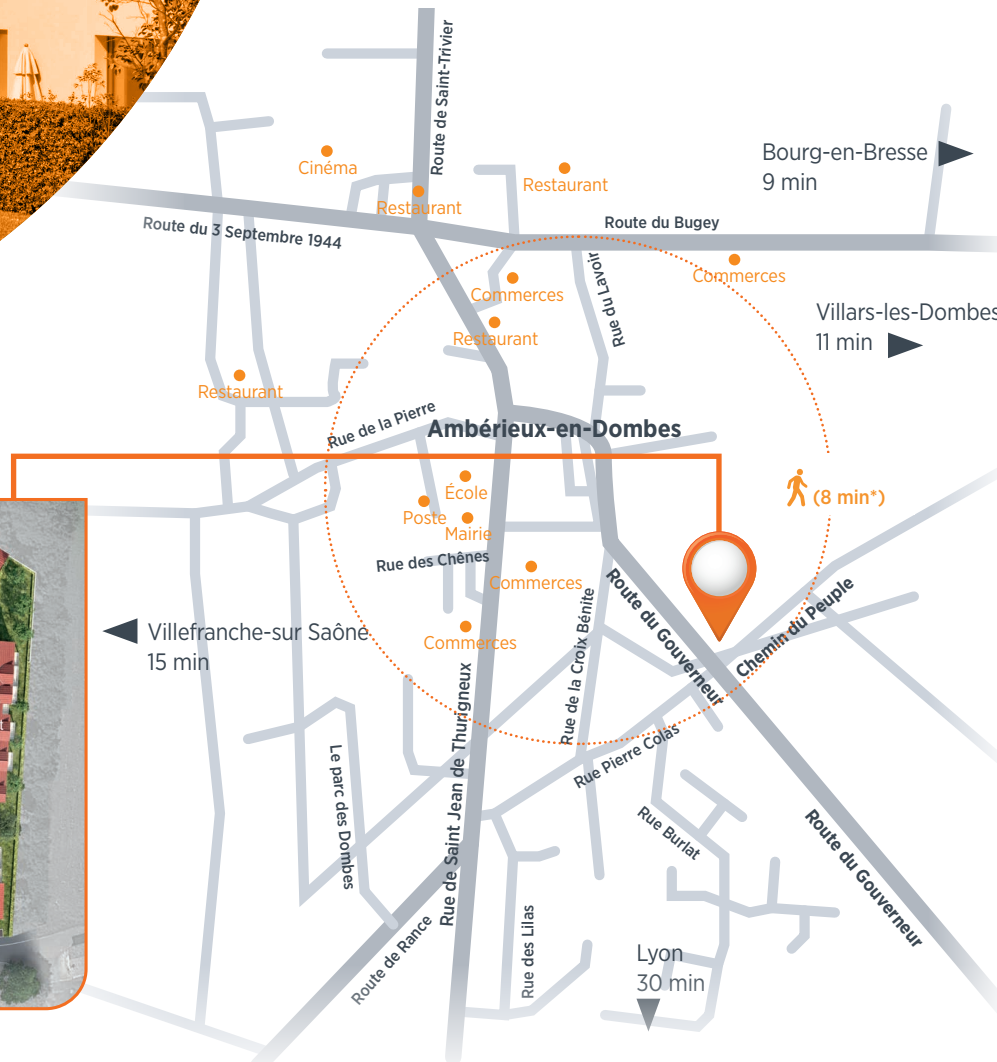 Route de Saint-Trivier
Cinéma
Restaurant
Restaurant
Bourg-en-Bresse
9 min
Route du 3 Septembre 1944
Route du Bugey
Commerces
Commerces
Rue du Lavoir
Villars-les-Dombes
11 min
Restaurant
Restaurant
Rue de la Pierre
Ambérieux-en-Dombes
École
Poste
Mairie
(8 min*)
Rue des Chênes
Commerces
Route du Gouverneur
Chemin du Peuple
Villefranche-sur Saône
15 min
Commerces
Rue de la Croix Bénite
Rue de Saint Jean de Thurigneux
Le parc des Dombes
Rue Pierre Colas
Rue Burlat
Route du Gouverneur
Route de Rance
Rue des Lilas
Lyon
30 min